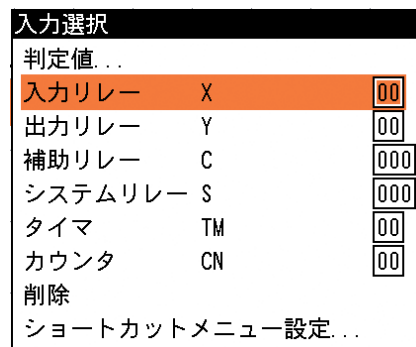 入力選択
判定値...
入力リレー X 00
出力リレー Y 00
補助リレー C 000
システムリレー S 000
タイマ TM 00
カウンタ CN 00
削除
ショートカットメニュー設定...